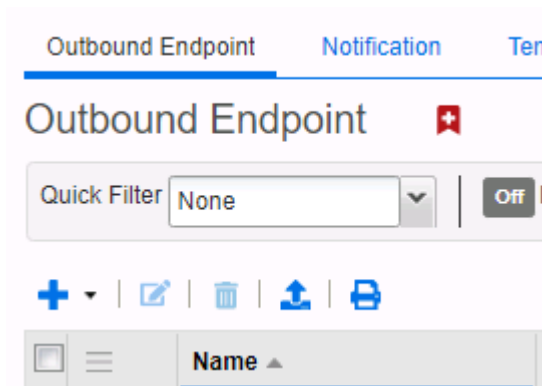 Outbound Endpoint Notification
Outbound Endpoint
Quick Filter None Off
Name